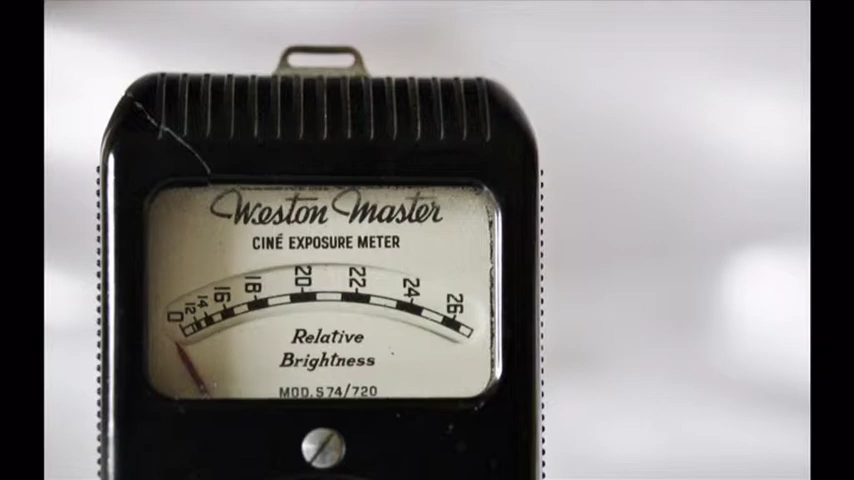 Weston Master
CINÉ EXPOSURE METER
0 12 14 16 18 20 22 24 26
Relative
Brightness
MOD. S74/720